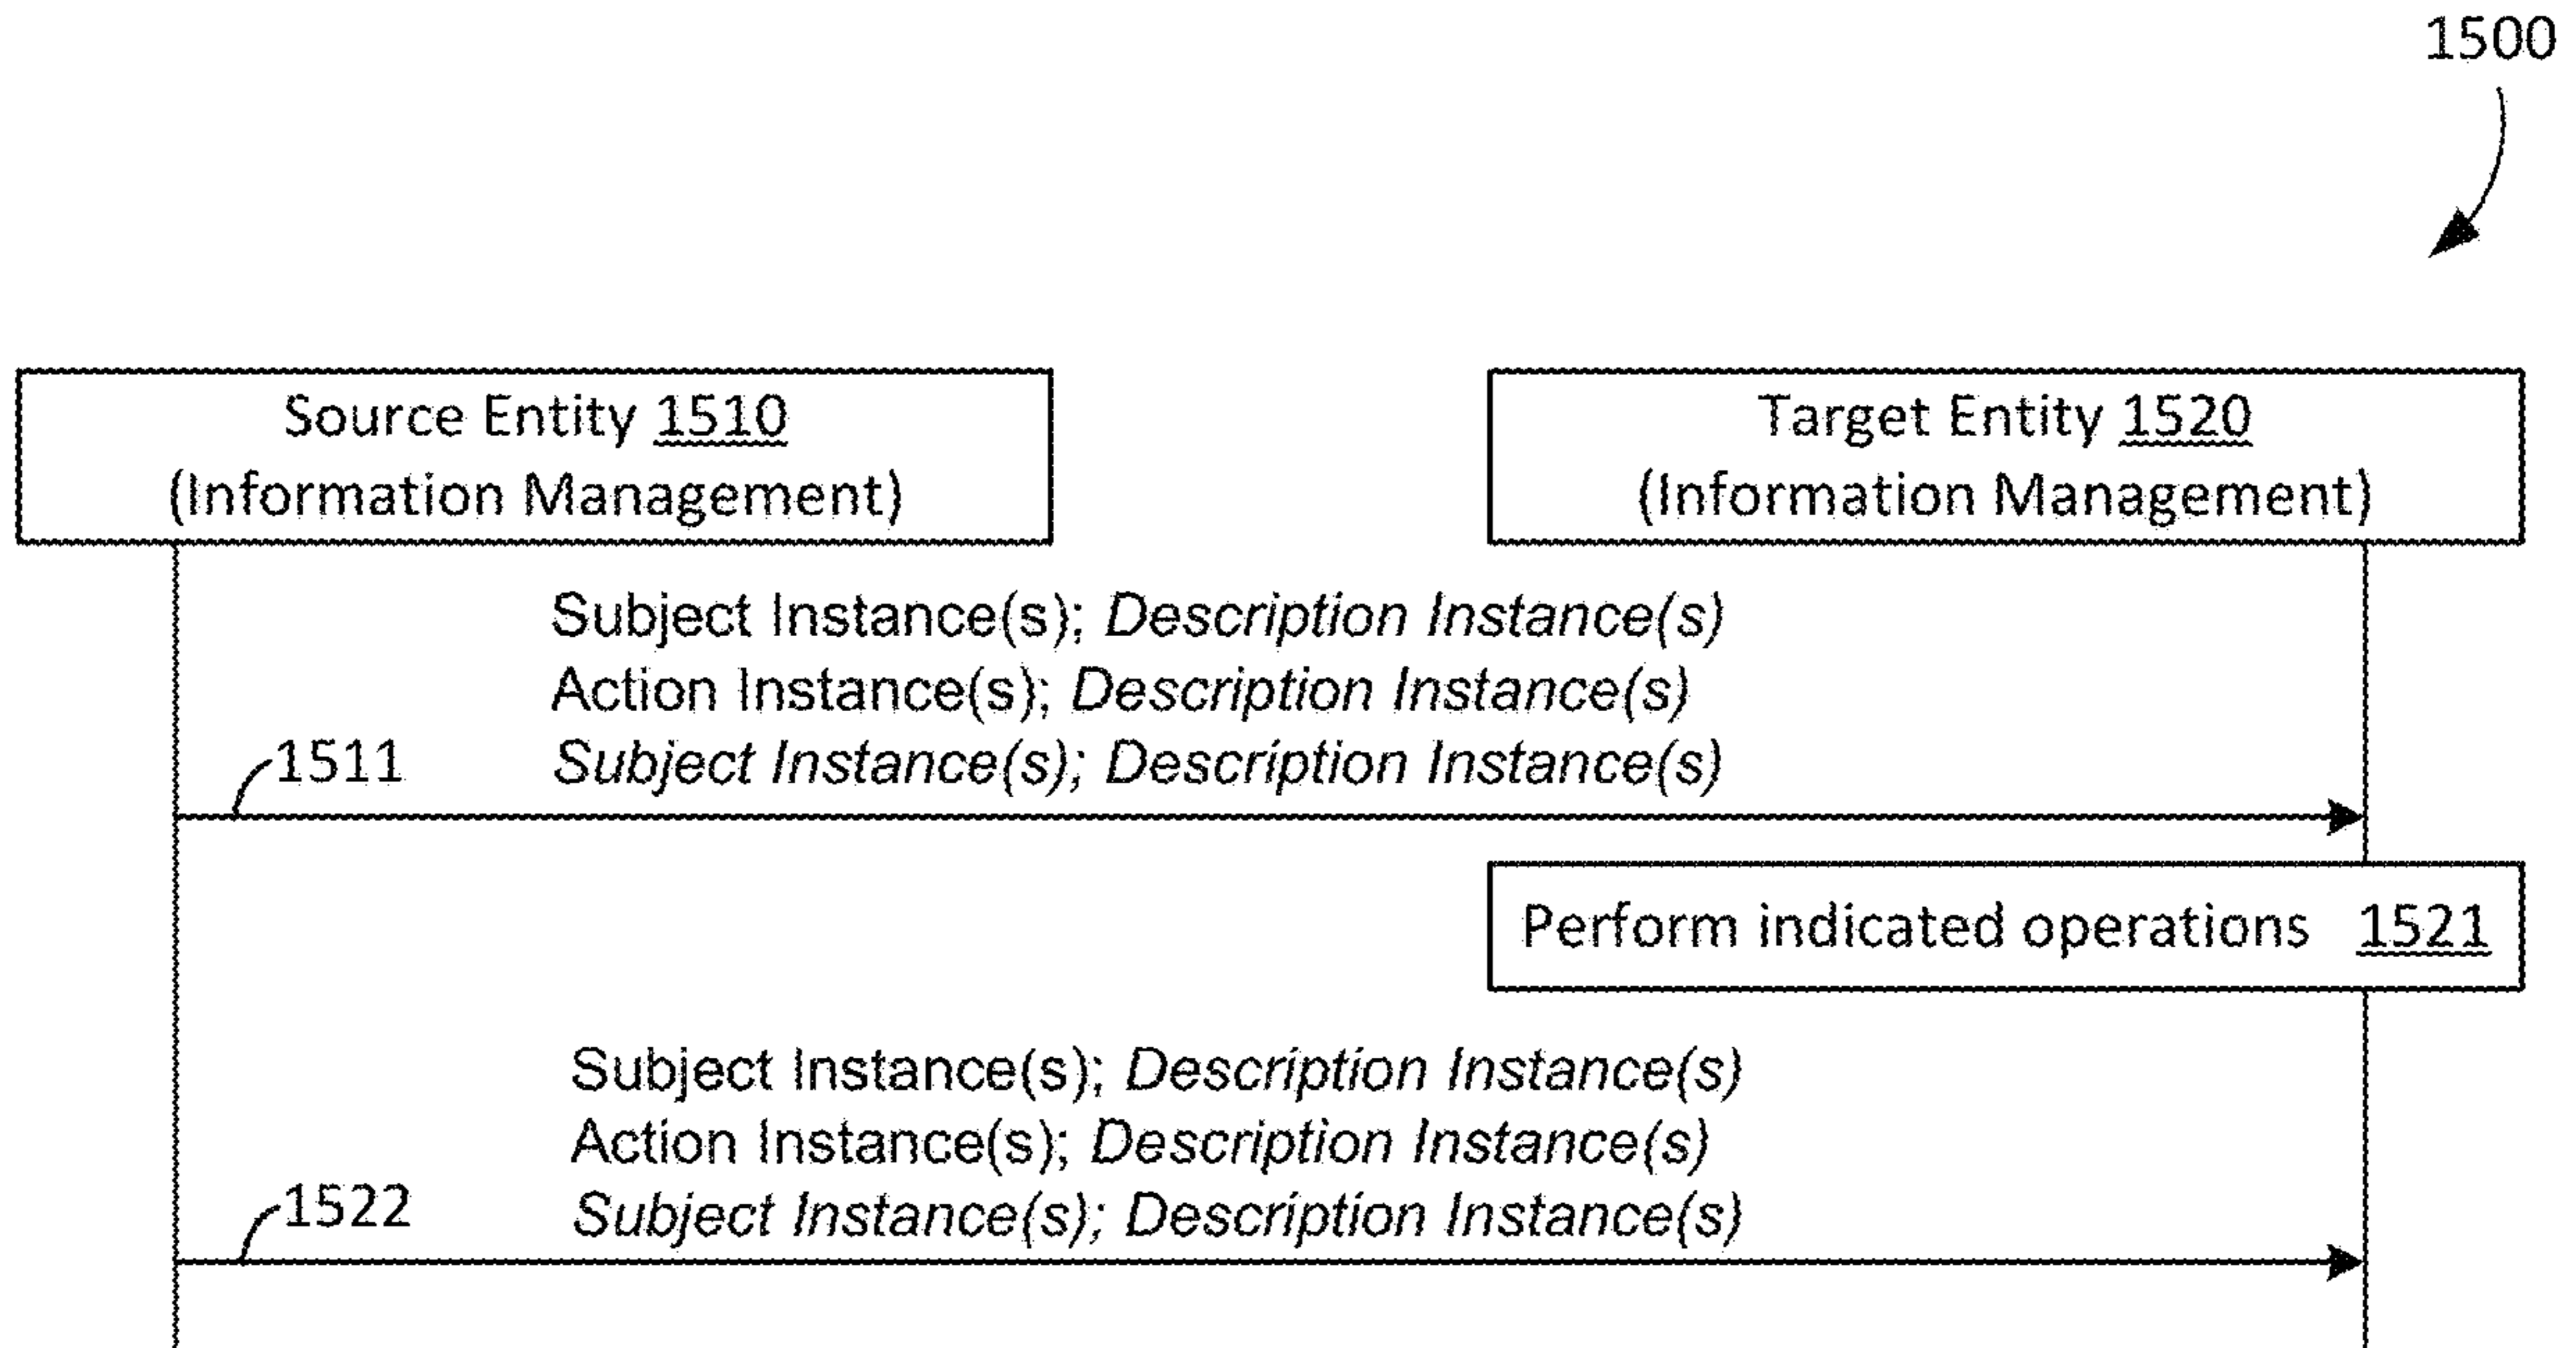 1500
Source Entity 1510
(Information Management)
Target Entity 1520
(Information Management)
Subject Instance(s); Description Instance(s)
Action Instance(s); Description Instance(s)
1511
Subject Instance(s); Description Instance(s)
Perform indicated operations 1521
Subject Instance(s); Description Instance(s)
Action Instance(s); Description Instance(s)
1522
Subject Instance(s); Description Instance(s)